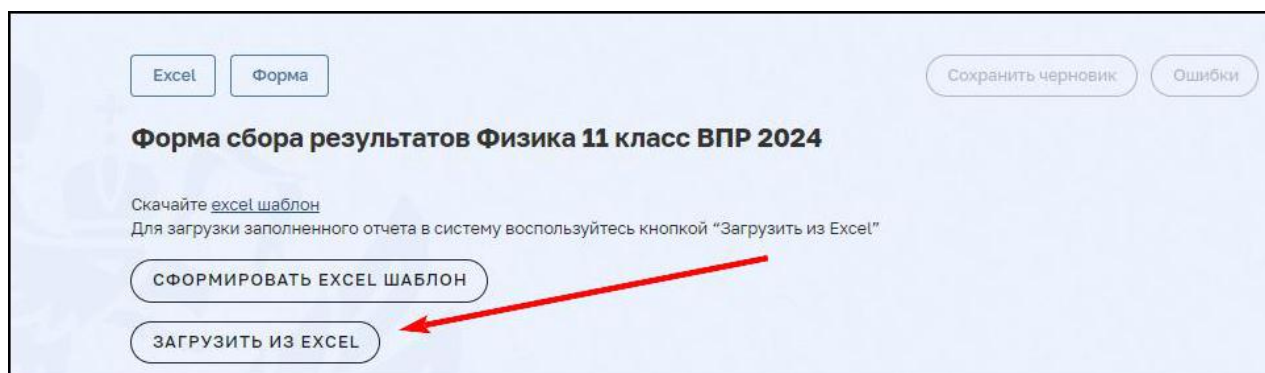 Excel Форма Сохранить черновик Ошибки
Форма сбора результатов Физика 11 класс ВПР 2024
Скачайте excel шаблон
Для загрузки заполненного отчета в систему воспользуйтесь кнопкой “Загрузить из Excel”
СФОРМИРОВАТЬ EXCEL ШАБЛОН
ЗАГРУЗИТЬ ИЗ EXCEL